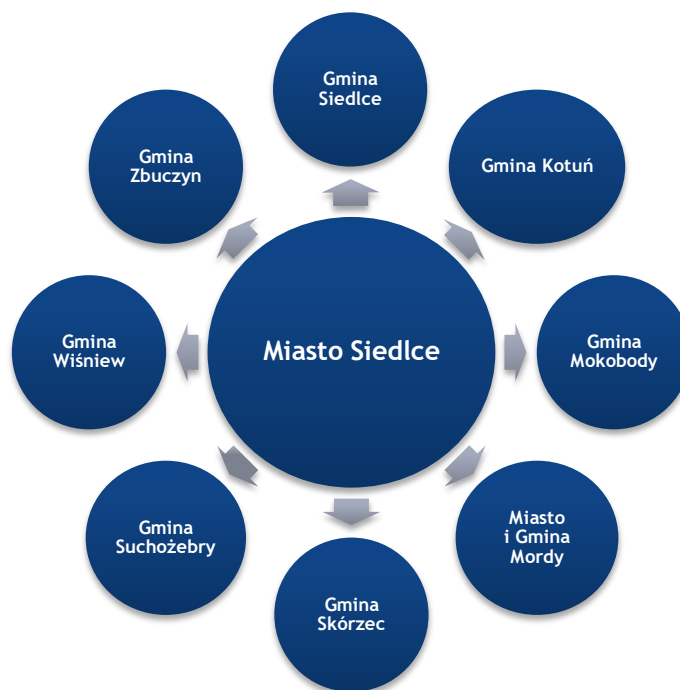 Gmina
Siedlce
Gmina
Zbuczyn
Gmina Kotuń
Gmina
Wiśniew
Miasto Siedlce
Gmina
Mokobody
Gmina
Suchożebry
Miasto
i Gmina
Mordy
Gmina
Skórzec